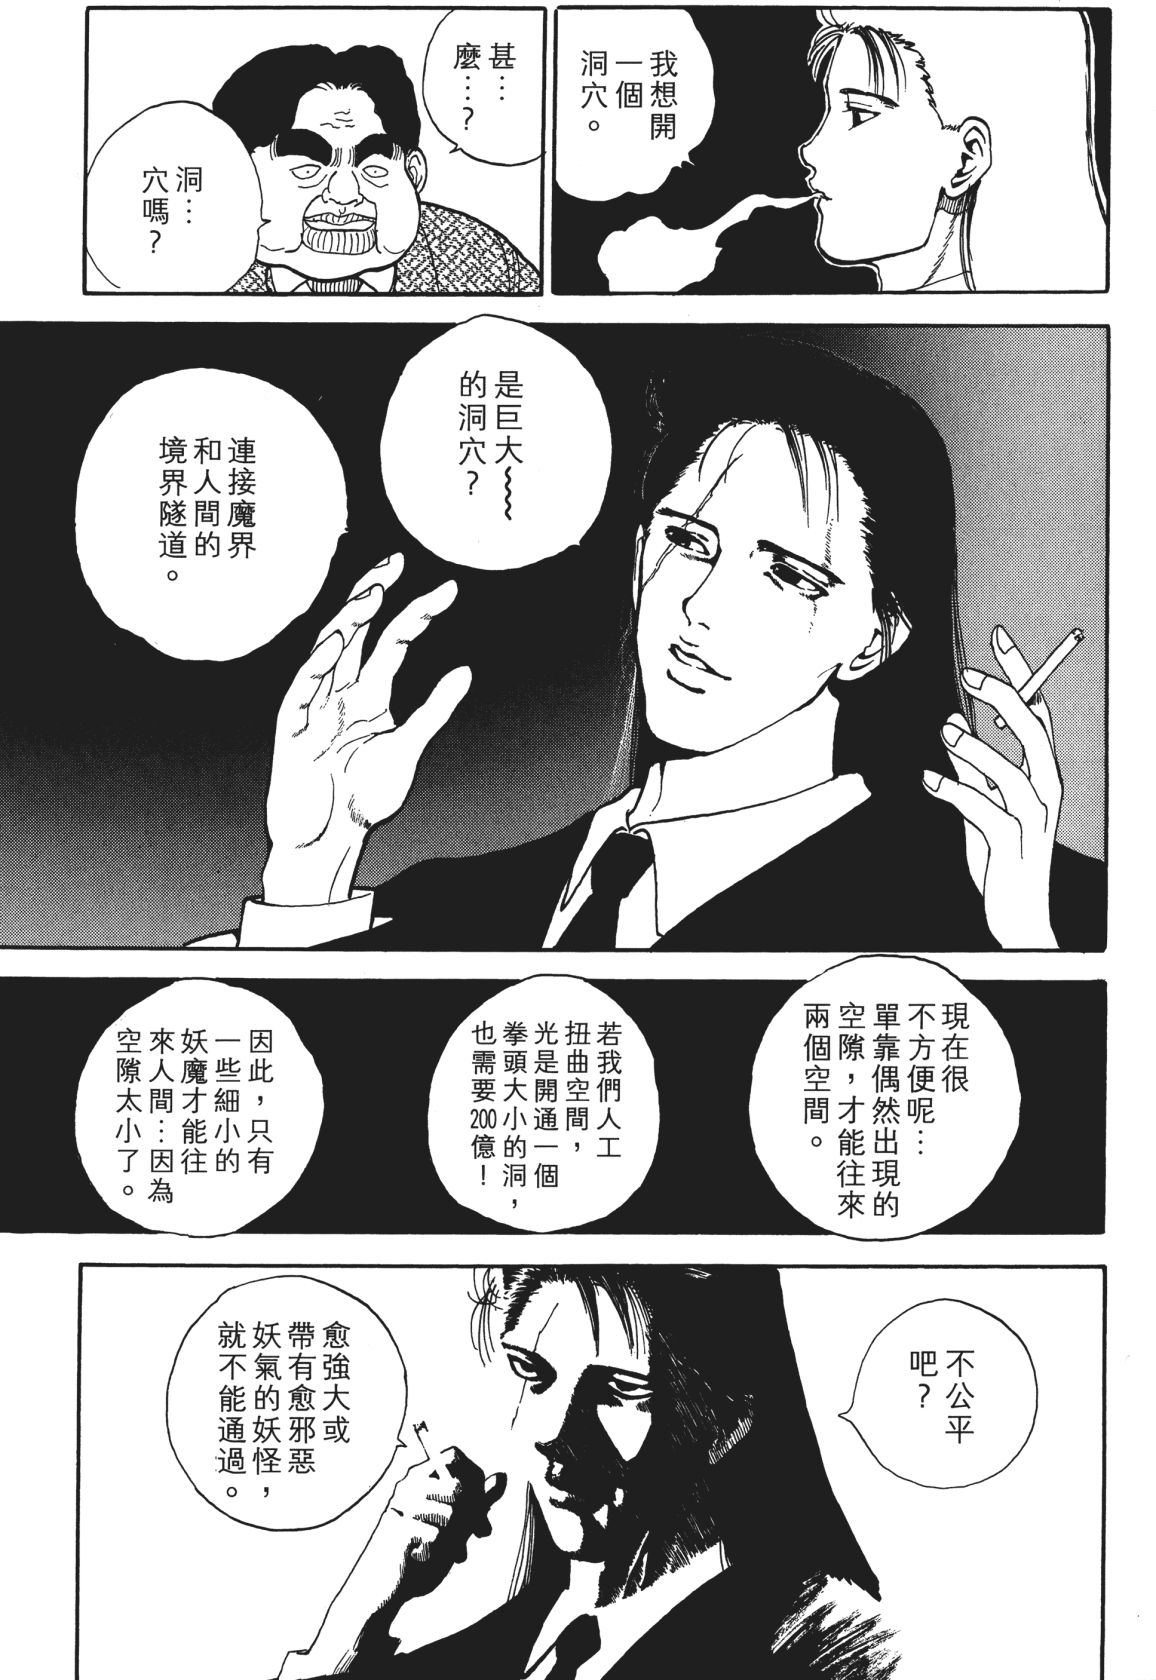 我想開
一個
洞穴。
甚…
麼…？
洞…
穴嗎？
是巨大~~~
的洞穴？
連接魔界
和人間的
境界隧道。
現在很
不方便呢…
單靠偶然出現的
空隙，才能往來
兩個空間。
若我們人工
扭曲空間，
光是開通一個
拳頭大小的洞，
也需要200億！
因此，只有
一些細小的
妖魔才能往
來人間…因為
空隙太小了。
不公平
吧？
愈強大或
帶有愈邪惡
妖氣的妖怪，
就不能通過。